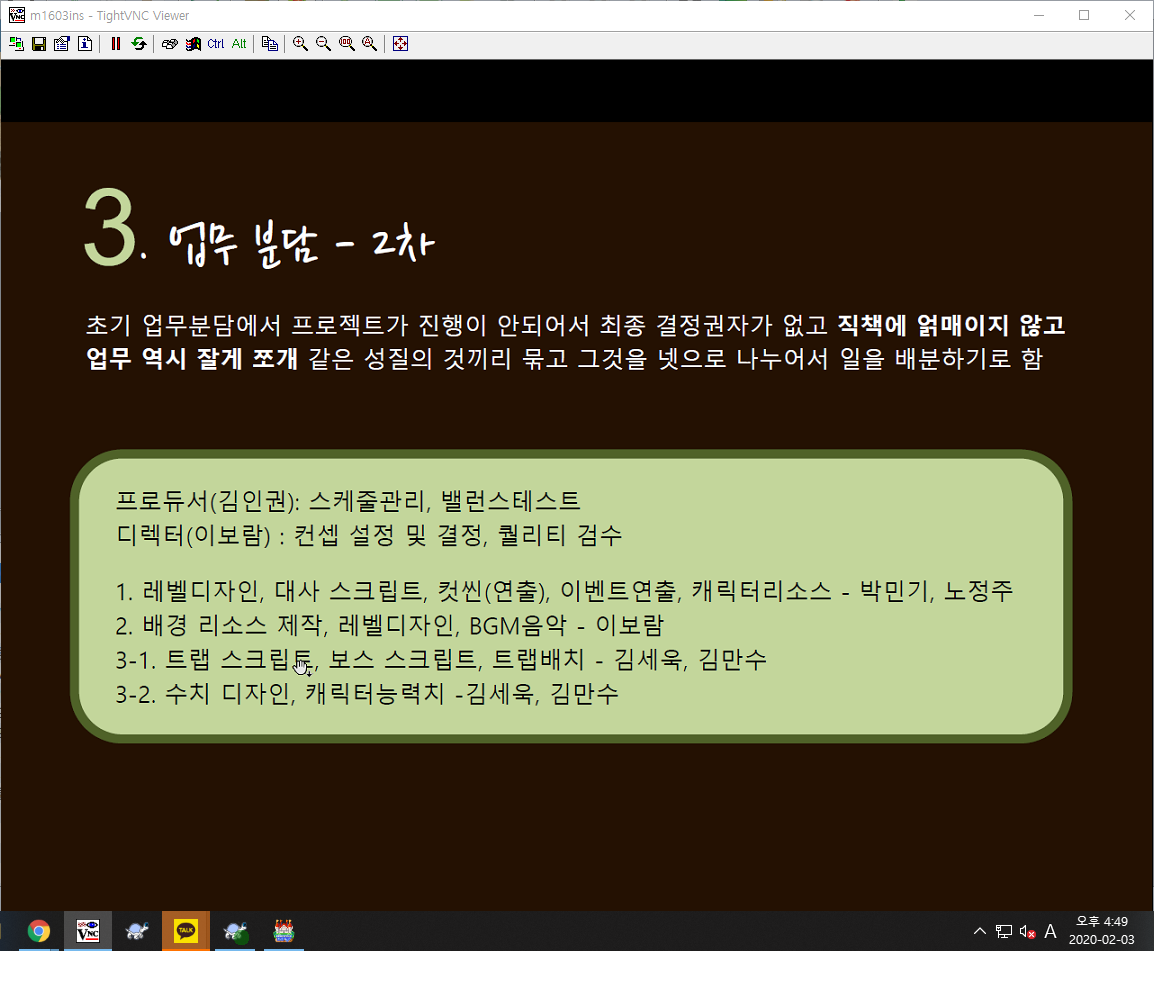 m1603ins - TightVNC Viewer
Ctrl Alt
3. 업무 분담 - 2차
초기 업무분담에서 프로젝트가 진행이 안되어서 최종 결정권자가 없고 직책에 얽매이지 않고
업무 역시 잘게 쪼개 같은 성질의 것끼리 묶고 그것을 넷으로 나누어서 일을 배분하기로 함
프로듀서(김인권): 스케줄관리, 밸런스테스트
디렉터(이보람) : 컨셉 설정 및 결정, 퀄리티 검수
1. 레벨디자인, 대사 스크립트, 컷씬(연출), 이벤트연출, 캐릭터리소스 - 박민기, 노정주
2. 배경 리소스 제작, 레벨디자인, BGM음악 - 이보람
3-1. 트랩 스크립트, 보스 스크립트, 트랩배치 - 김세욱, 김만수
3-2. 수치 디자인, 캐릭터능력치 -김세욱, 김만수
VNC
TALK
A
오후 4:49
2020-02-03